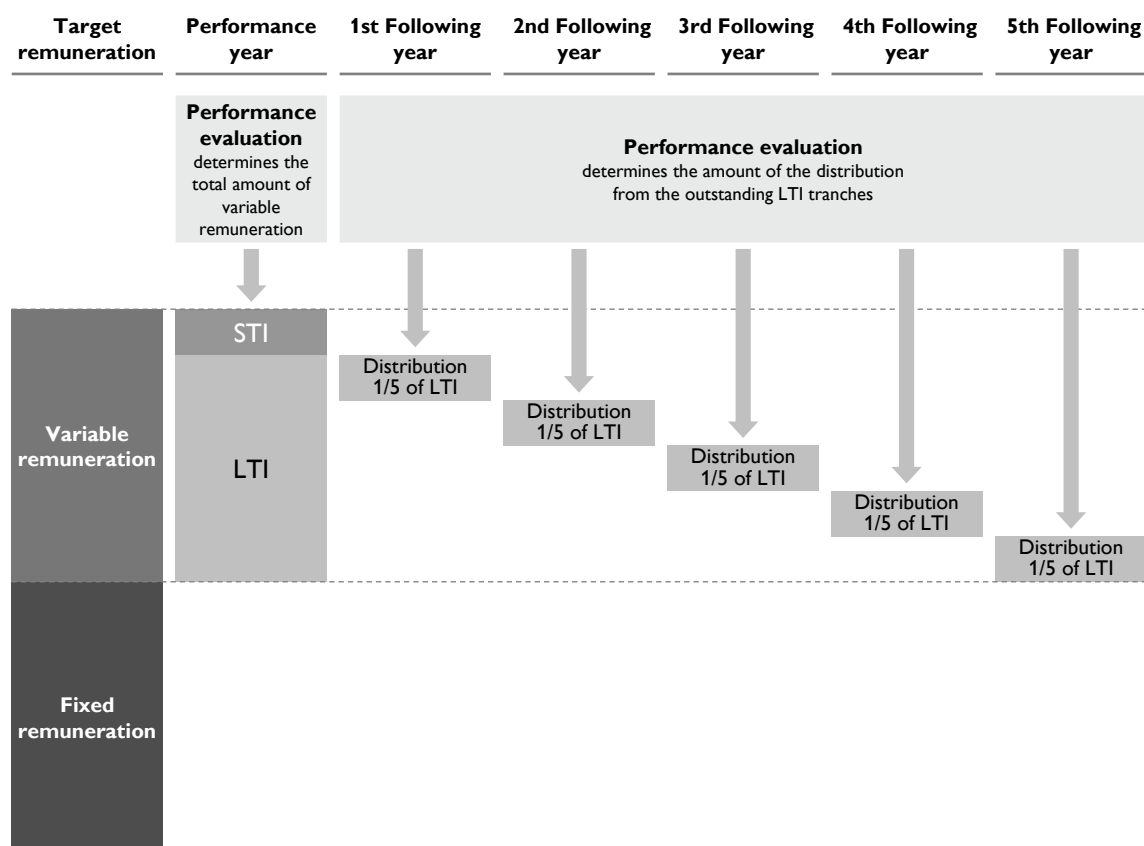 Target
remuneration
Performance
year
1st Following
year
2nd Following
year
3rd Following
year
4th Following
year
5th Following
year
Performance
evaluation
determines the
total amount of
variable
remuneration
Performance evaluation
determines the amount of the distribution
from the outstanding LTI tranches
Variable
remuneration
STI
LTI
Distribution
1/5 of LTI
Distribution
1/5 of LTI
Distribution
1/5 of LTI
Distribution
1/5 of LTI
Distribution
1/5 of LTI
Fixed
remuneration